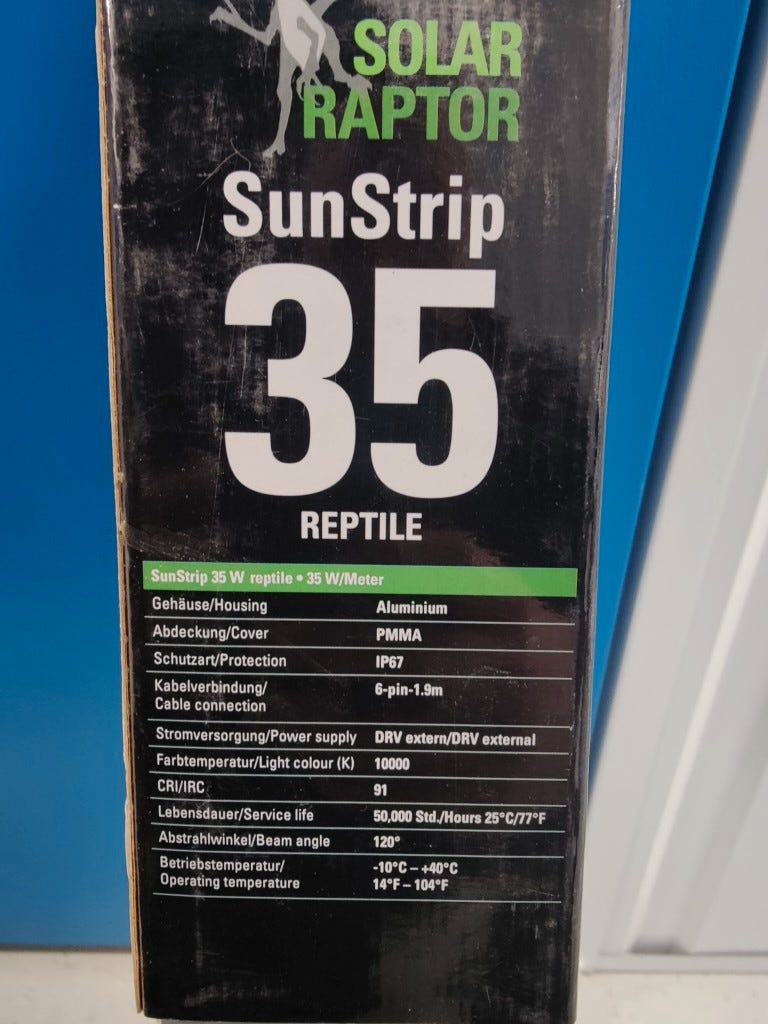 SOLAR
RAPTOR
SunStrip
35
REPTILE
SunStrip 35 W reptile • 35 W/Meter
Gehäuse/Housing Aluminium
Abdeckung/Cover PMMA
Schutzart/Protection IP67
Kabelverbindung/ 6-pin-1.9m
Cable connection
Stromversorgung/Power supply DRV extern/DRV external
Farbtemperatur/Light colour (K) 10000
CRI/IRC 91
Lebensdauer/Service life 50,000 Std./Hours 25°C/77°F
Abstrahlwinkel/Beam angle 120°
Betriebstemperatur/ -10°C – +40°C
Operating temperature 14°F – 104°F